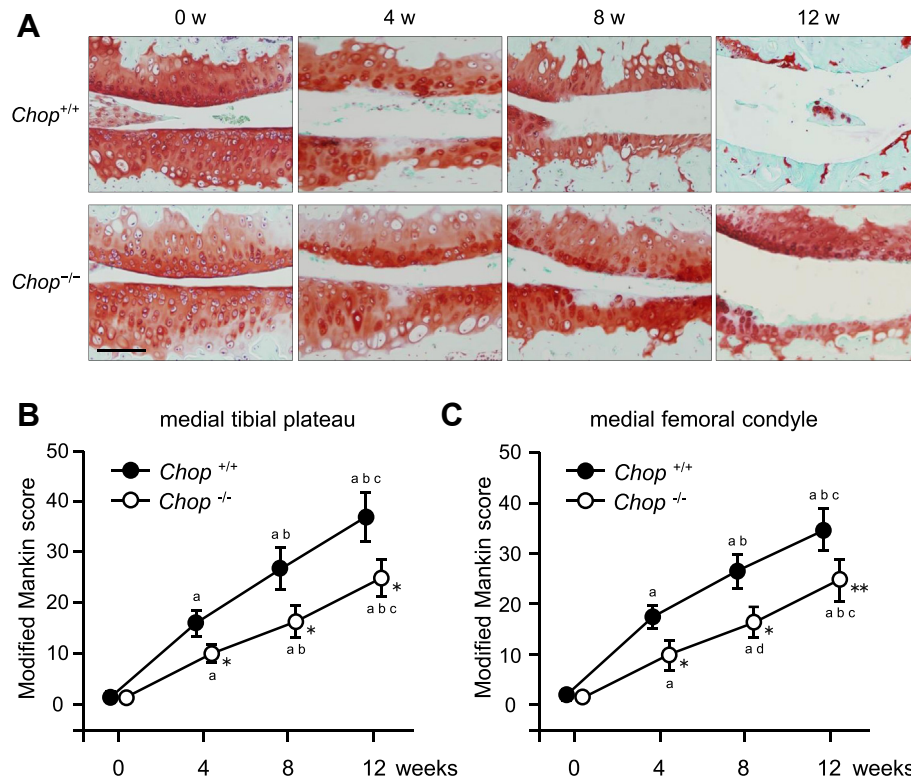 A
0 w 4 w 8 w 12 w
Chop+/+
Chop−/−
B medial tibial plateau
Modified Mankin score
50
40
30
20
10
0
Chop +/+
Chop -/-
a
a b
a b c
*
a
*
a b
*
a b c
0 4 8 12 weeks
C medial femoral condyle
Modified Mankin score
50
40
30
20
10
0
Chop +/+
Chop -/-
a
a b
a b c
*
a
*
a d
**
a b c
0 4 8 12 weeks